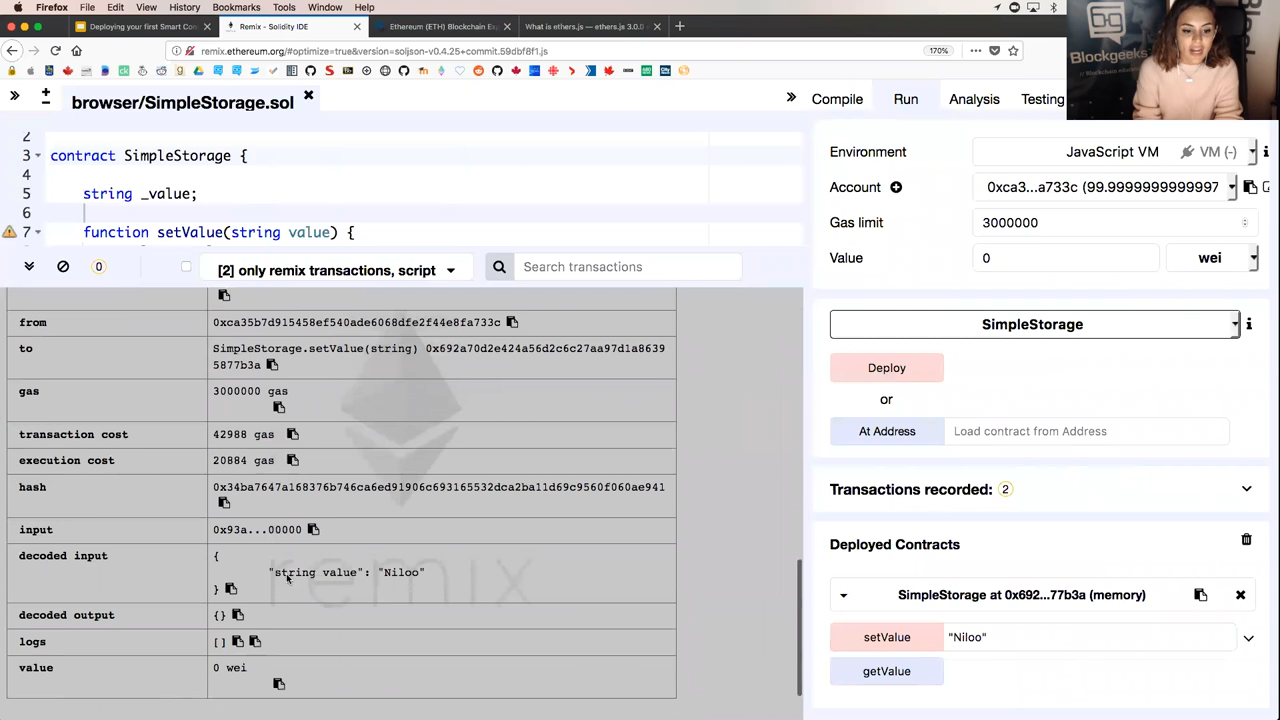 Firefox File Edit View History Bookmarks Tools Window Help
Deploying your first Smart Con
Remix - Solidity IDE
Ethereum (ETH) Blockchain Ex
What is ethers.js — ethers.js 3.0.0
remix.ethereum.org/#optimize=true&version=soljson-v0.4.25+commit.59dbf8f1.js
170%
Blockgeeks
browser/SimpleStorage.sol
Compile Run Analysis Testing
2
3 contract SimpleStorage {
4
5 string _value;
6
7 function setValue(string value) {
0
[2] only remix transactions, script
Search transactions
from 0xca35b7d915458ef540ade6068dfe2f44e8fa733c
to SimpleStorage.setValue(string) 0x692a70d2e424a56d2c6c27aa97d1a8639
5877b3a
gas 3000000 gas
transaction cost 42988 gas
execution cost 20884 gas
hash 0x34ba7647a168376b746ca6ed91906c693165532dca2ba11d69c9560f060ae941
input 0x93a...00000
decoded input {
"string value": "Niloo"
}
decoded output {}
logs []
value 0 wei
remix
Environment JavaScript VM VM (-)
Account 0xca3...a733c (99.9999999999997
Gas limit 3000000
Value 0 wei
SimpleStorage
Deploy
or
At Address Load contract from Address
Transactions recorded: 2
Deployed Contracts
SimpleStorage at 0x692...77b3a (memory)
setValue "Niloo"
getValue